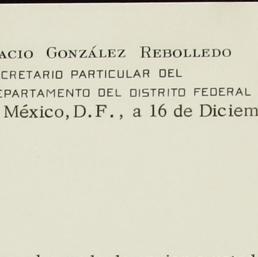 ACIO GONZÁLEZ REBOLLEDO
CRETARIO PARTICULAR DEL
EPARTAMENTO DEL DISTRITO FEDERAL
México, D.F., a 16 de Diciem